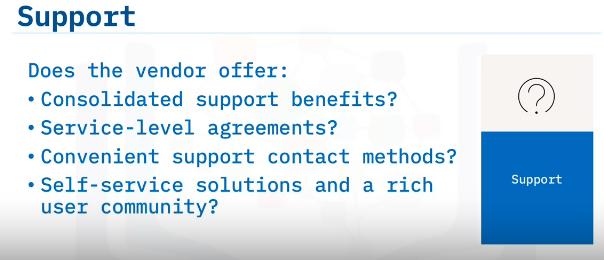 Support
Does the vendor offer:
• Consolidated support benefits?
• Service-level agreements?
• Convenient support contact methods?
• Self-service solutions and a rich
user community?
?
Support